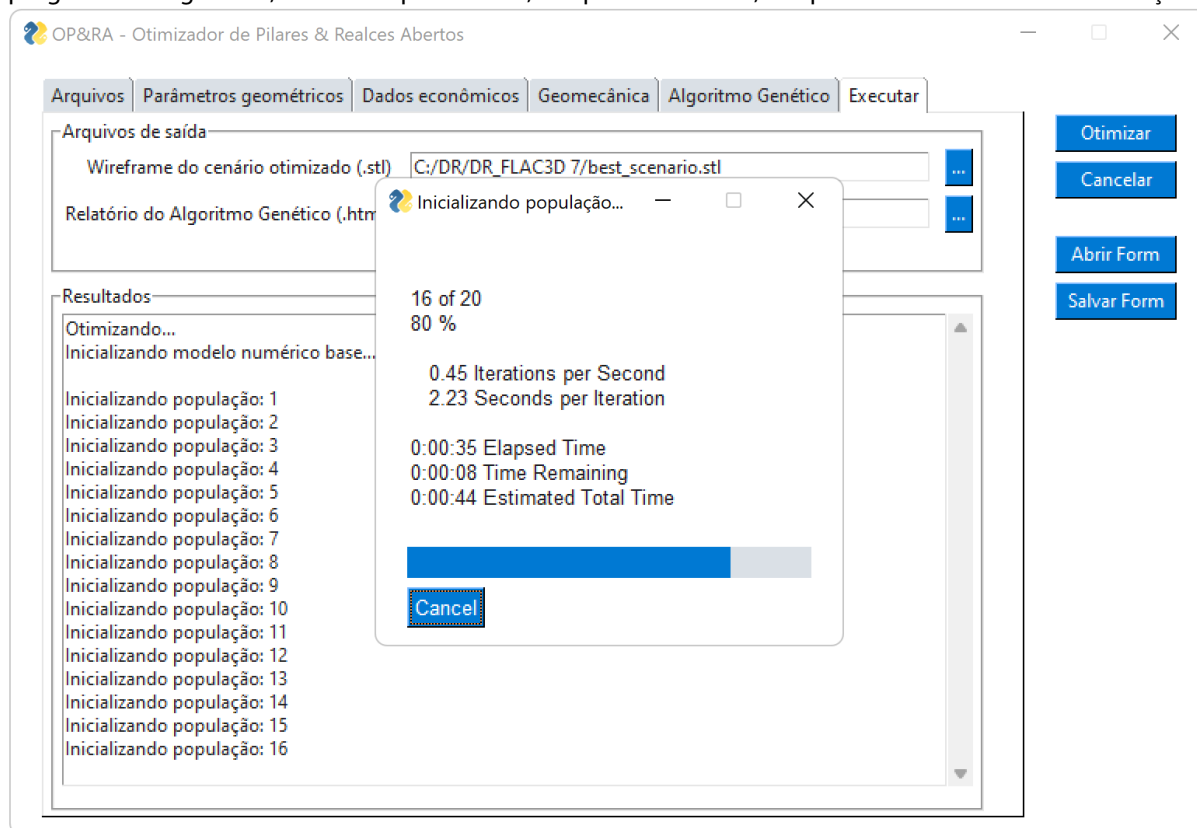 OP&RA - Otimizador de Pilares & Realces Abertos
Arquivos Parâmetros geométricos Dados econômicos Geomecânica Algoritmo Genético Executar
Arquivos de saída
Wireframe do cenário otimizado (.stl) C:/DR/DR_FLAC3D 7/best_scenario.stl ...
Relatório do Algoritmo Genético (.htm ...
Otimizar
Cancelar
Abrir Form
Salvar Form
Resultados
Otimizando...
Inicializando modelo numérico base...
Inicializando população: 1
Inicializando população: 2
Inicializando população: 3
Inicializando população: 4
Inicializando população: 5
Inicializando população: 6
Inicializando população: 7
Inicializando população: 8
Inicializando população: 9
Inicializando população: 10
Inicializando população: 11
Inicializando população: 12
Inicializando população: 13
Inicializando população: 14
Inicializando população: 15
Inicializando população: 16
Inicializando população...
16 of 20
80 %
0.45 Iterations per Second
2.23 Seconds per Iteration
0:00:35 Elapsed Time
0:00:08 Time Remaining
0:00:44 Estimated Total Time
Cancel